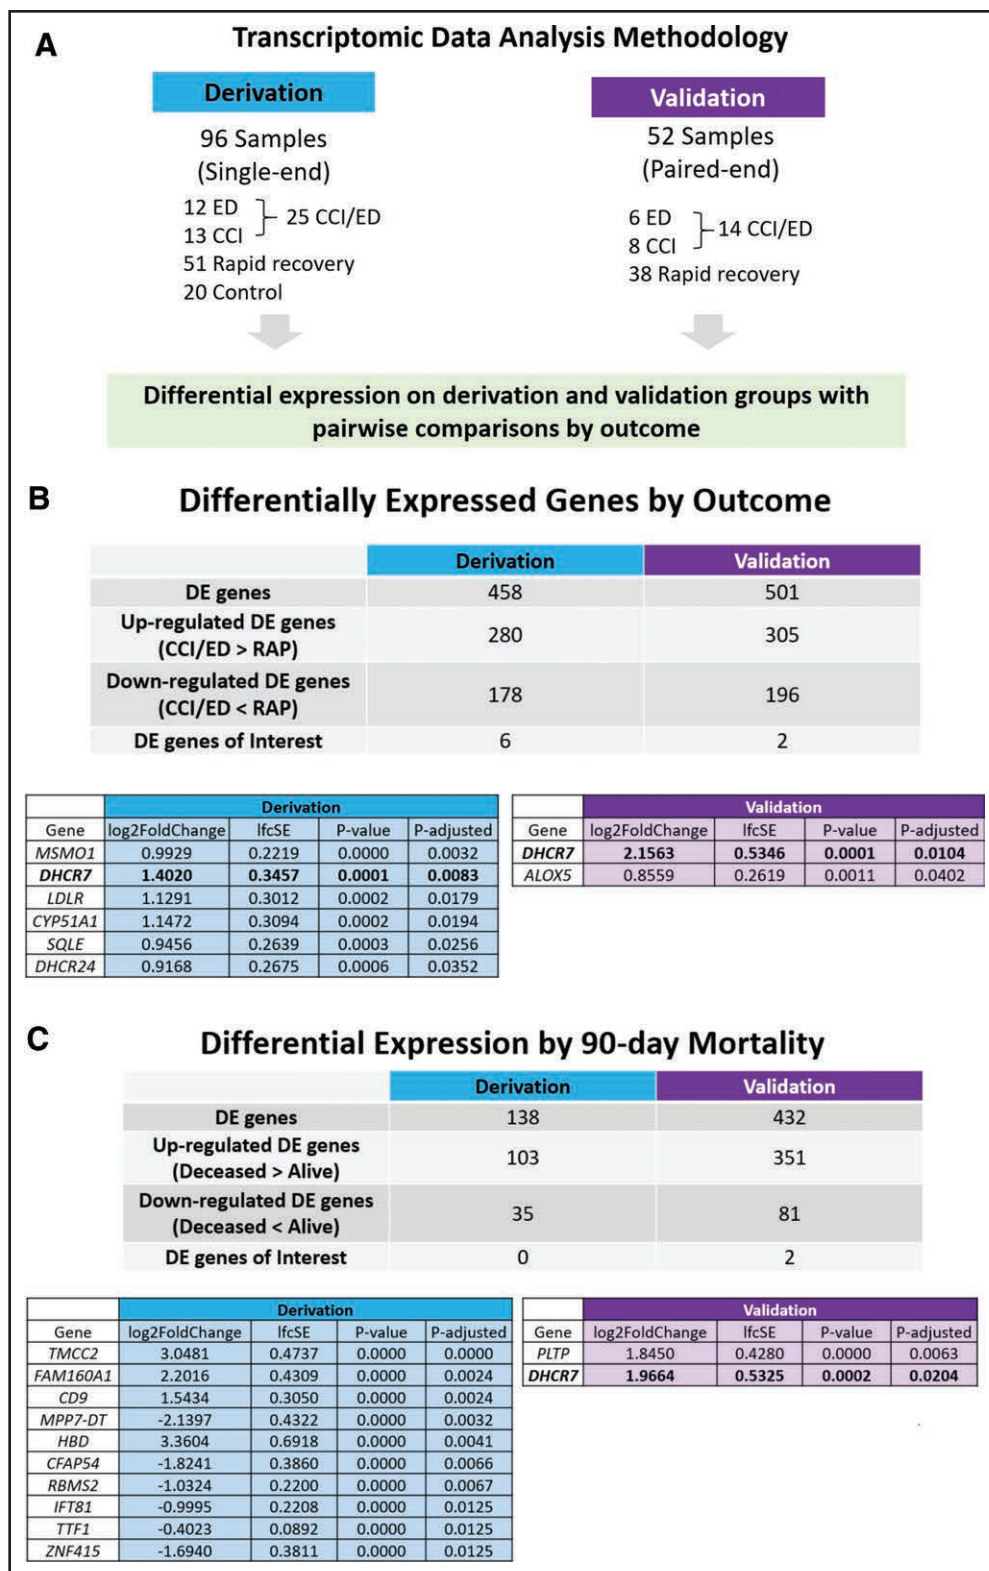 A
Transcriptomic Data Analysis Methodology
Derivation
96 Samples
(Single-end)
12 ED
13 CCI
25 CCI/ED
51 Rapid recovery
20 Control
Validation
52 Samples
(Paired-end)
6 ED
8 CCI
14 CCI/ED
38 Rapid recovery
Differential expression on derivation and validation groups with
pairwise comparisons by outcome
B
Differentially Expressed Genes by Outcome
Derivation Validation
DE genes 458 501
Up-regulated DE genes
(CCI/ED > RAP) 280 305
Down-regulated DE genes
(CCI/ED < RAP) 178 196
DE genes of Interest 6 2
Derivation
Gene log2FoldChange lfcSE P-value P-adjusted
MSMO1 0.9929 0.2219 0.0000 0.0032
DHCR7 1.4020 0.3457 0.0001 0.0083
LDLR 1.1291 0.3012 0.0002 0.0179
CYP51A1 1.1472 0.3094 0.0002 0.0194
SQLE 0.9456 0.2639 0.0003 0.0256
DHCR24 0.9168 0.2675 0.0006 0.0352
Validation
Gene log2FoldChange lfcSE P-value P-adjusted
DHCR7 2.1563 0.5346 0.0001 0.0104
ALOX5 0.8559 0.2619 0.0011 0.0402
C
Differential Expression by 90-day Mortality
Derivation Validation
DE genes 138 432
Up-regulated DE genes
(Deceased > Alive) 103 351
Down-regulated DE genes
(Deceased < Alive) 35 81
DE genes of Interest 0 2
Derivation
Gene log2FoldChange lfcSE P-value P-adjusted
TMCC2 3.0481 0.4737 0.0000 0.0000
FAM160A1 2.2016 0.4309 0.0000 0.0024
CD9 1.5434 0.3050 0.0000 0.0024
MPP7-DT -2.1397 0.4322 0.0000 0.0032
HBD 3.3604 0.6918 0.0000 0.0041
CFAP54 -1.8241 0.3860 0.0000 0.0066
RBMS2 -1.0324 0.2200 0.0000 0.0067
IFT81 -0.9995 0.2208 0.0000 0.0125
TTF1 -0.4023 0.0892 0.0000 0.0125
ZNF415 -1.6940 0.3811 0.0000 0.0125
Validation
Gene log2FoldChange lfcSE P-value P-adjusted
PLTP 1.8450 0.4280 0.0000 0.0063
DHCR7 1.9664 0.5325 0.0002 0.0204